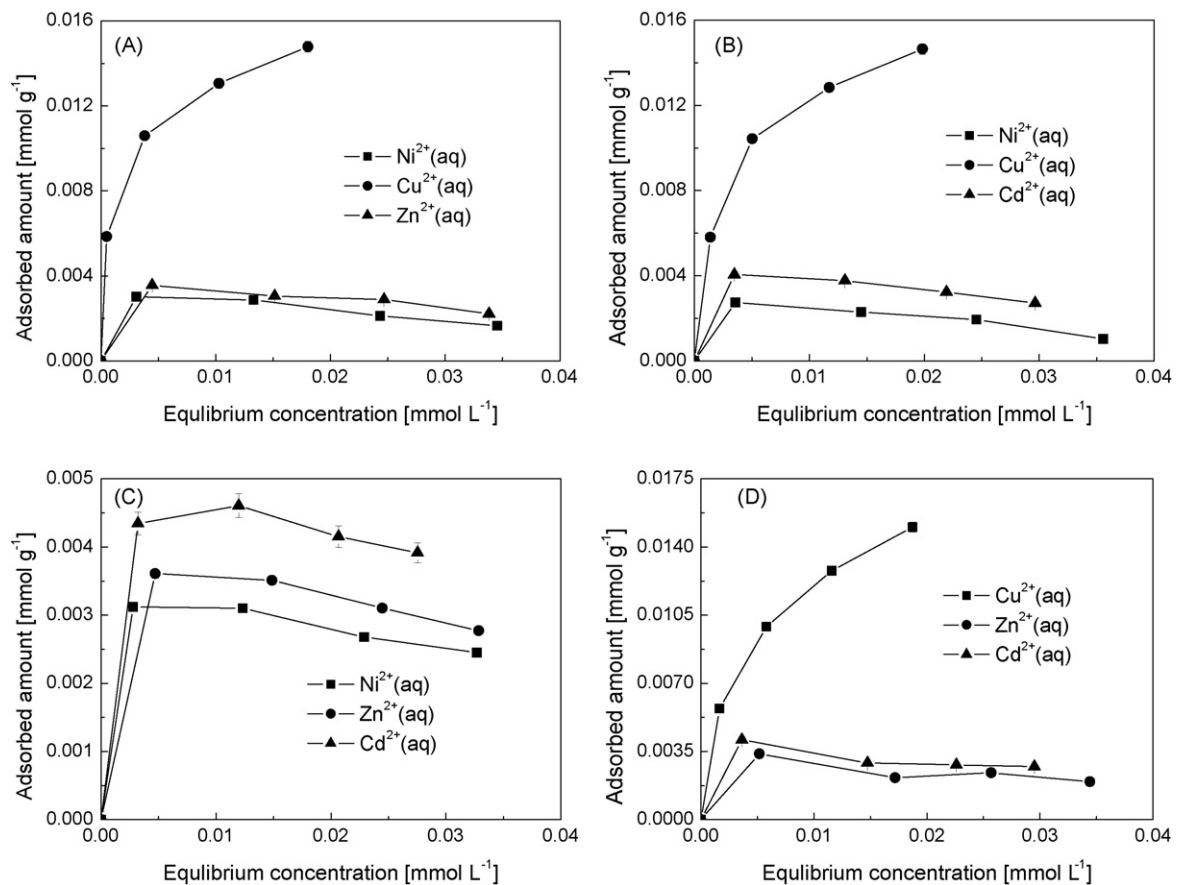 (A)
Adsorbed amount [mmol g⁻¹]
0.016
0.012
0.008
0.004
0.000
Ni²⁺(aq)
Cu²⁺(aq)
Zn²⁺(aq)
0.00 0.01 0.02 0.03 0.04
Equlibrium concentration [mmol L⁻¹]
(B)
Adsorbed amount [mmol g⁻¹]
0.016
0.012
0.008
0.004
0.000
Ni²⁺(aq)
Cu²⁺(aq)
Cd²⁺(aq)
0.00 0.01 0.02 0.03 0.04
Equlibrium concentration [mmol L⁻¹]
(C)
Adsorbed amount [mmol g⁻¹]
0.005
0.004
0.003
0.002
0.001
0.000
Ni²⁺(aq)
Zn²⁺(aq)
Cd²⁺(aq)
0.00 0.01 0.02 0.03 0.04
Equlibrium concentration [mmol L⁻¹]
(D)
Adsorbed amount [mmol g⁻¹]
0.0175
0.0140
0.0105
0.0070
0.0035
0.0000
Cu²⁺(aq)
Zn²⁺(aq)
Cd²⁺(aq)
0.00 0.01 0.02 0.03 0.04
Equlibrium concentration [mmol L⁻¹]